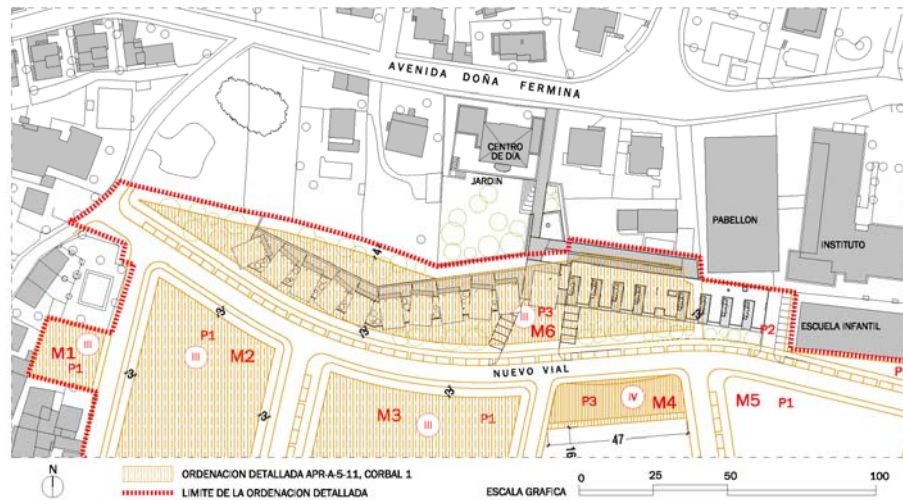 AVENIDA DOÑA
FERMINA
CENTRO
DE DIA
JARDIN
PABELLON
INSTITUTO
ESCUELA INFANTIL
P2
P3
III
M6
M1
III
P1
P1
III
M2
NUEVO VIAL
M3
III
P1
P3
IV
M4
M5
P1
P
47
16
N
ORDENACION DETALLADA APR-A-5-11, CORBAL 1
LIMITE DE LA ORDENACION DETALLADA
ESCALA GRAFICA
0 25 50 100